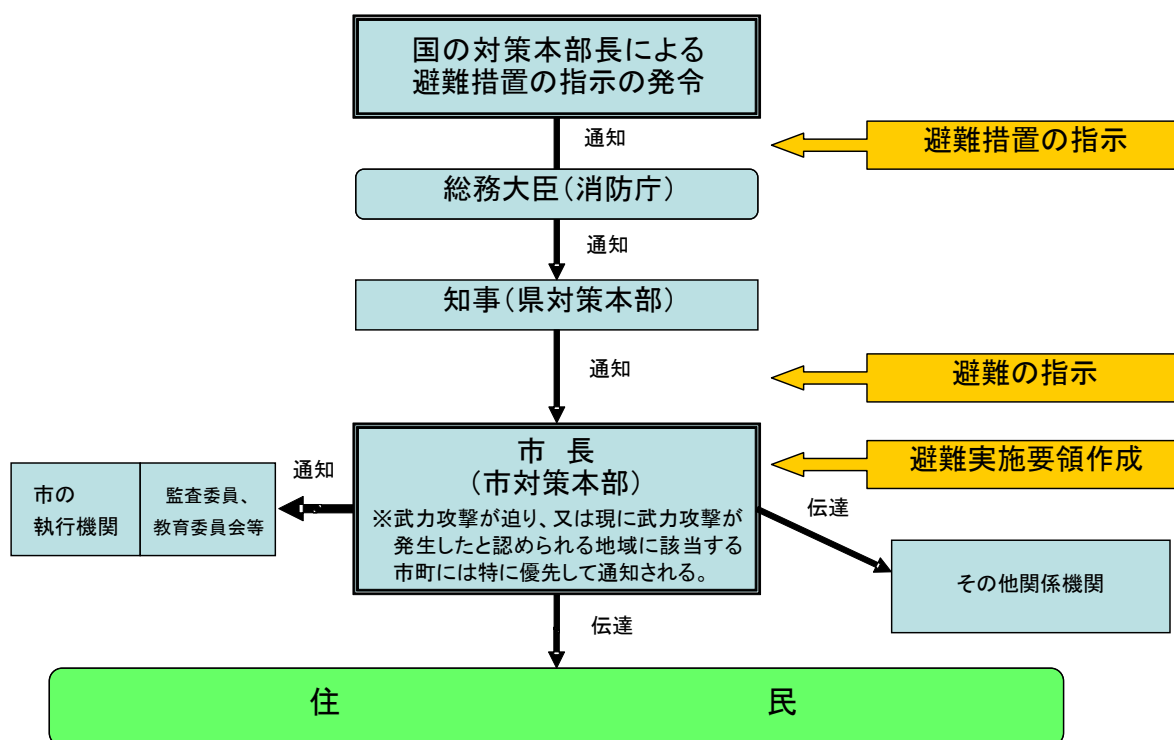 国の対策本部長による
避難措置の指示の発令
通知
避難措置の指示
総務大臣(消防庁)
通知
知事(県対策本部)
通知
避難の指示
市 長
(市対策本部)
※武力攻撃が迫り、又は現に武力攻撃が
発生したと認められる地域に該当する
市町には特に優先して通知される。
避難実施要領作成
通知
市の
執行機関
監査委員、
教育委員会等
伝達
その他関係機関
伝達
住 民